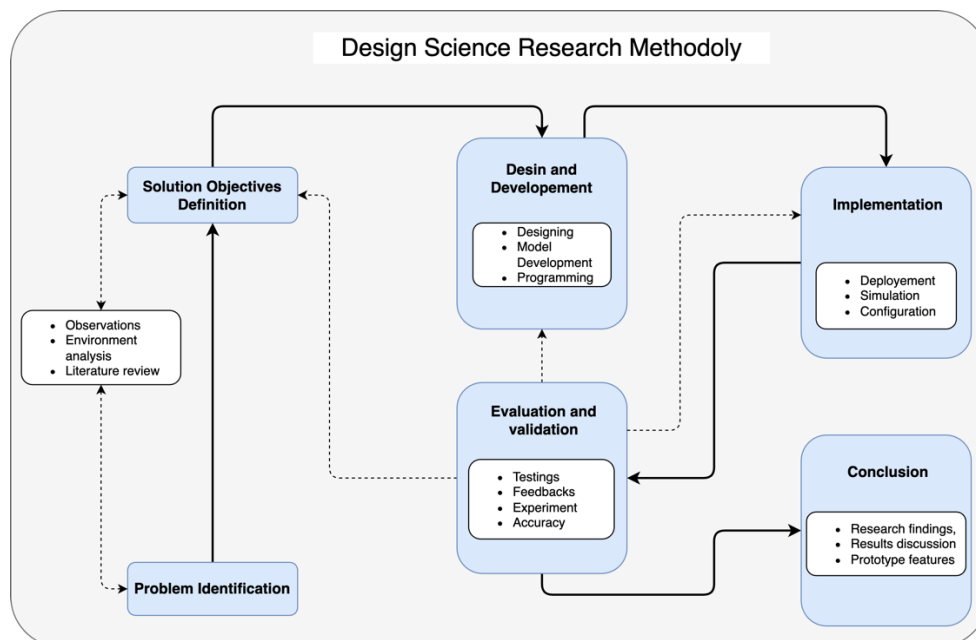 Design Science Research Methodoly
Solution Objectives
Definition
Desin and
Developement
• Designing
• Model
Development
• Programming
Implementation
• Deployement
• Simulation
• Configuration
• Observations
• Environment
analysis
• Literature review
Evaluation and
validation
• Testings
• Feedbacks
• Experiment
• Accuracy
Conclusion
• Research findings,
• Results discussion
• Prototype features
Problem Identification